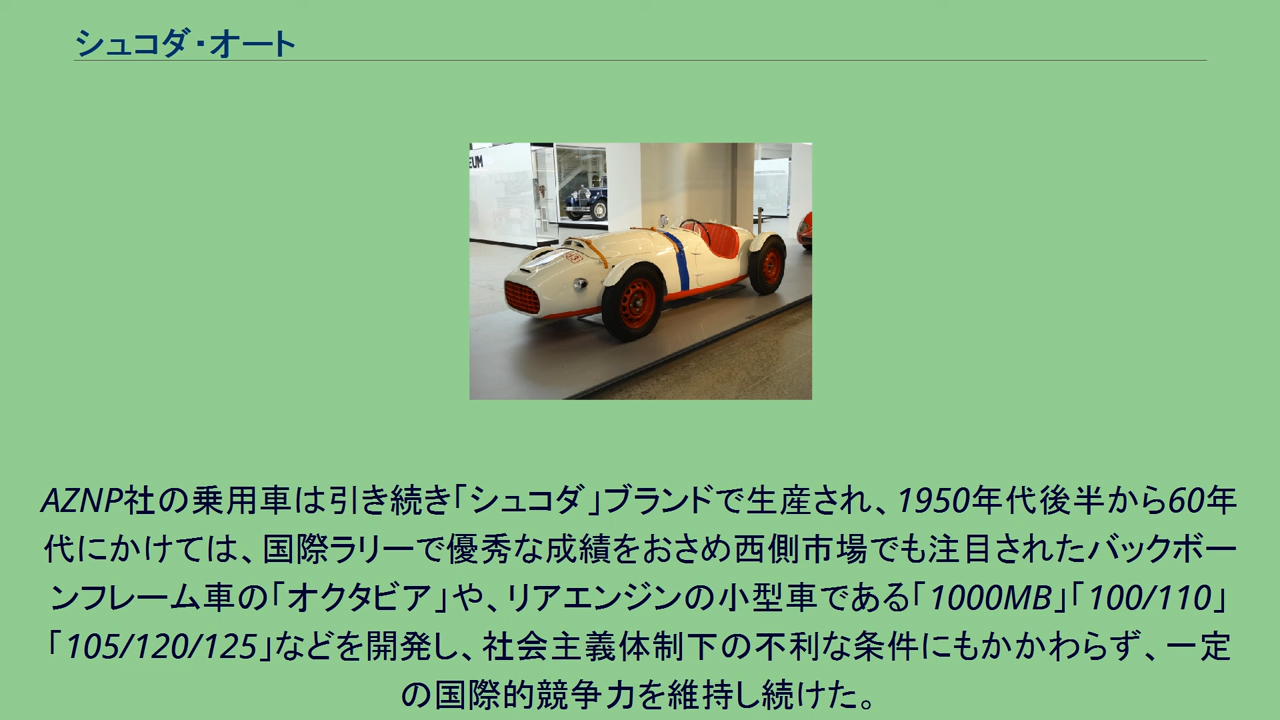 シュコダ・オート
EUM
AZNP社の乗用車は引き続き「シュコダ」ブランドで生産され、1950年代後半から60年
代にかけては、国際ラリーで優秀な成績をおさめ西側市場でも注目されたバックボー
ンフレーム車の「オクタビア」や、リアエンジンの小型車である「1000MB」「100/110」
「105/120/125」などを開発し、社会主義体制下の不利な条件にもかかわらず、一定
の国際的競争力を維持し続けた。